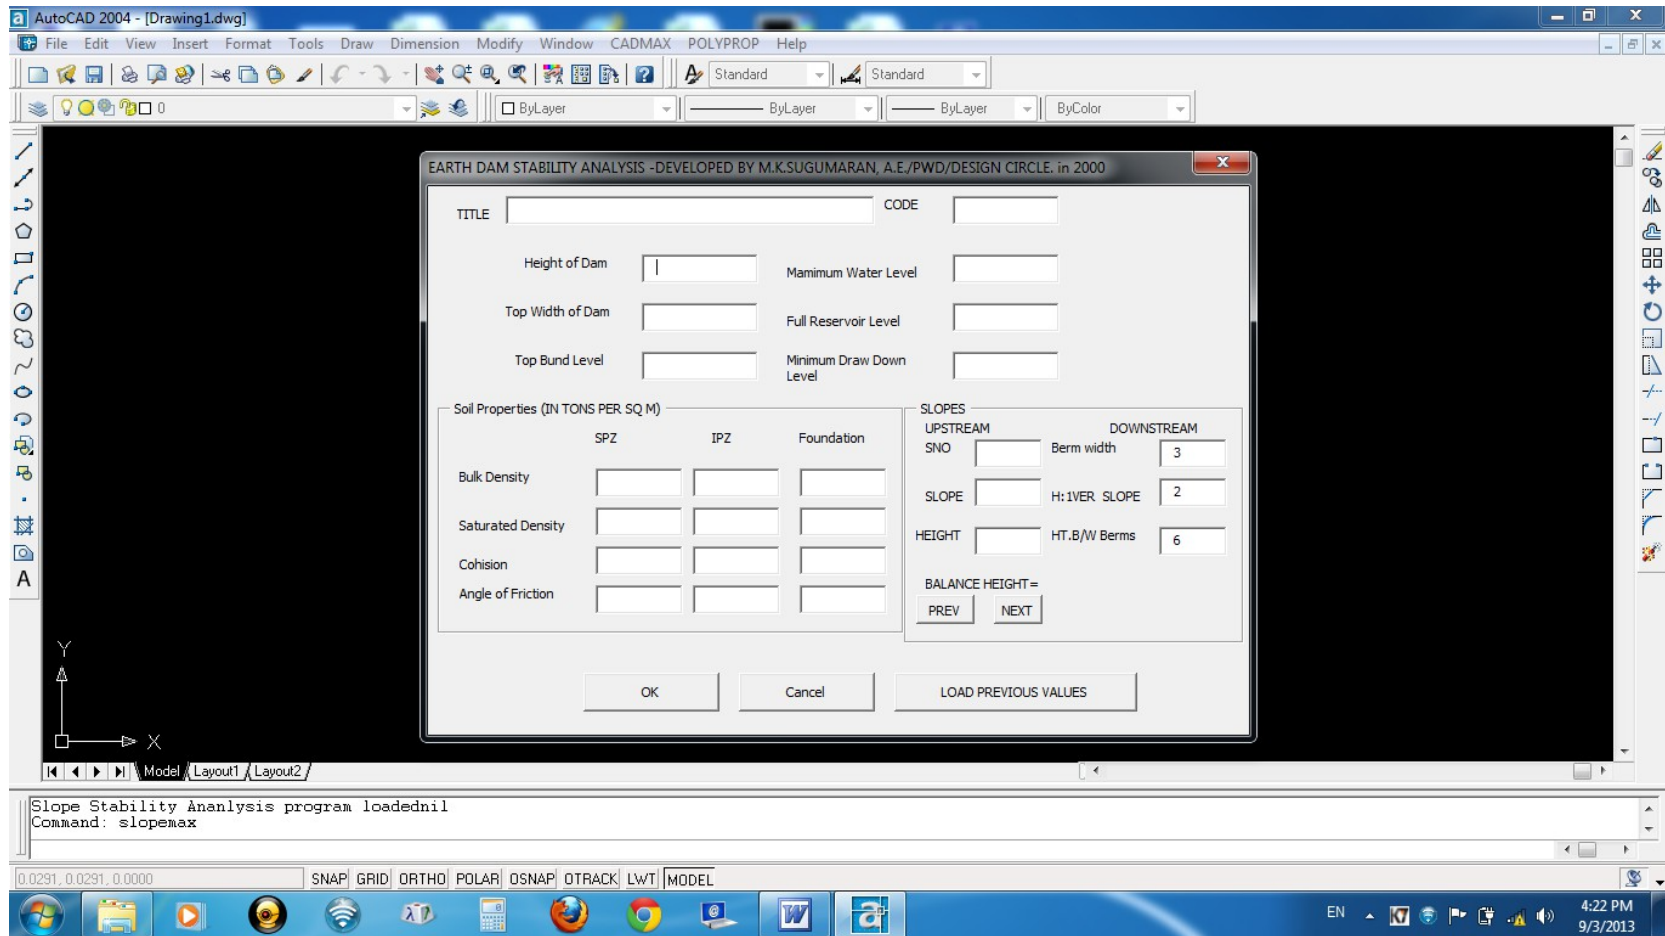 AutoCAD 2004 - [Drawing1.dwg]
File Edit View Insert Format Tools Draw Dimension Modify Window CADMAX POLYPROP Help
Standard Standard
0 ByLayer ByLayer ByLayer ByColor
EARTH DAM STABILITY ANALYSIS -DEVELOPED BY M.K.SUGUMARAN, A.E./PWD/DESIGN CIRCLE. in 2000
TITLE CODE
Height of Dam Mamimum Water Level
Top Width of Dam Full Reservoir Level
Top Bund Level Minimum Draw Down
Level
Soil Properties (IN TONS PER SQ M) SLOPES
UPSTREAM DOWNSTREAM
SPZ IPZ Foundation SNO Berm width 3
Bulk Density
SLOPE H:1VER SLOPE 2
Saturated Density
HEIGHT HT.B/W Berms 6
Cohision
Angle of Friction BALANCE HEIGHT=
PREV NEXT
OK Cancel LOAD PREVIOUS VALUES
Y
X
Model Layout1 Layout2
Slope Stability Ananlysis program loadednil
Command: slopemax
0.0291, 0.0291, 0.0000 SNAP GRID ORTHO POLAR OSNAP OTRACK LWT MODEL
EN 4:22 PM
9/3/2013